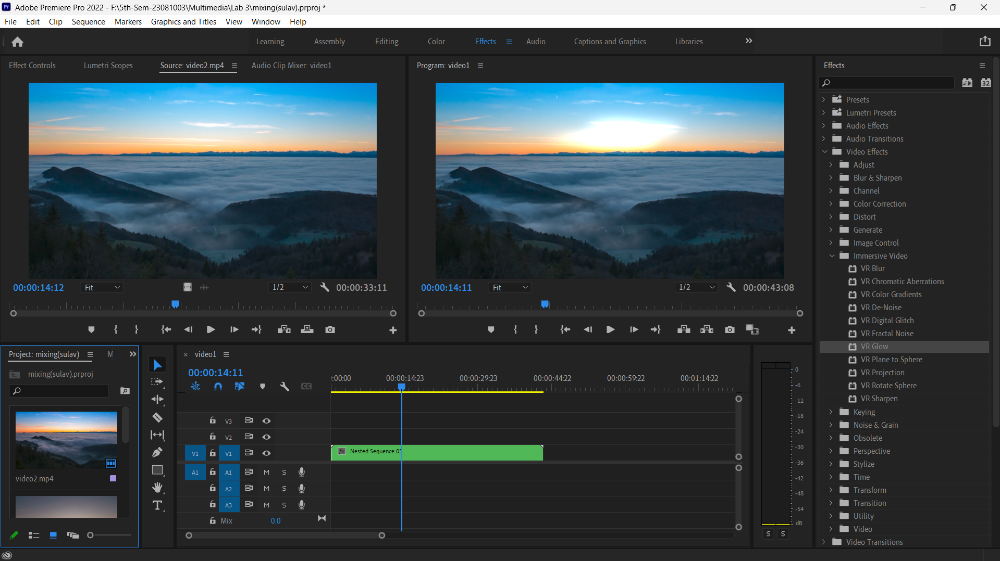 Pr Adobe Premiere Pro 2022 - F:\5th-Sem-23081003\Multimedia\Lab 3\mixing(sulav).prproj *
File Edit Clip Sequence Markers Graphics and Titles View Window Help
Learning Assembly Editing Color Effects Audio Captions and Graphics Libraries
Effect Controls Lumetri Scopes Source: video2.mp4 Audio Clip Mixer: video1
Program: video1
00:00:14:12 Fit 1/2 00:00:33:11
00:00:14:11 Fit 1/2 00:00:43:08
Project: mixing(sulav) M
mixing(sulav).prproj
video2.mp4
video1
00:00:14:11
:00:00 00:00:14:23 00:00:29:23 00:00:44:22 00:00:59:22 00:01:14:22
V3
V2
V1 V1 fx Nested Sequence 03
A1 A1 M S
A2 M S
A3 M S
Mix 0.0
0
-6
-12
-18
-24
-30
-36
-42
-48
-54
dB
S S
Effects
32
Presets
Lumetri Presets
Audio Effects
Audio Transitions
Video Effects
Adjust
Blur & Sharpen
Channel
Color Correction
Distort
Generate
Image Control
Immersive Video
VR Blur
VR Chromatic Aberrations
VR Color Gradients
VR De-Noise
VR Digital Glitch
VR Fractal Noise
VR Glow
VR Plane to Sphere
VR Projection
VR Rotate Sphere
VR Sharpen
Keying
Noise & Grain
Obsolete
Perspective
Stylize
Time
Transform
Transition
Utility
Video
Video Transitions